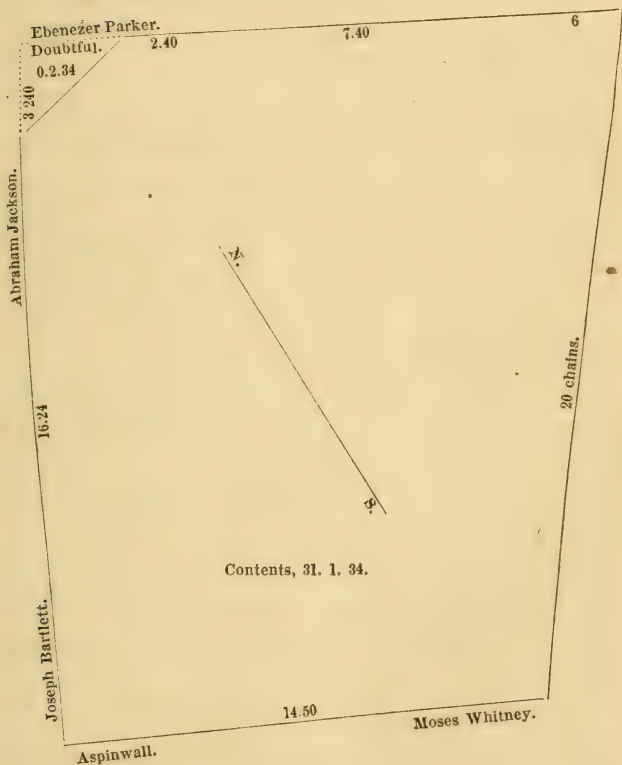 Ebenezer Parker.
Doubtful.
0.2.34
2.40
7.40
6
3 240
Abraham Jackson.
N.
20 chains.
16.24
S.
Contents, 31. 1. 34.
Joseph Bartlett.
14.50
Moses Whitney.
Aspinwall.